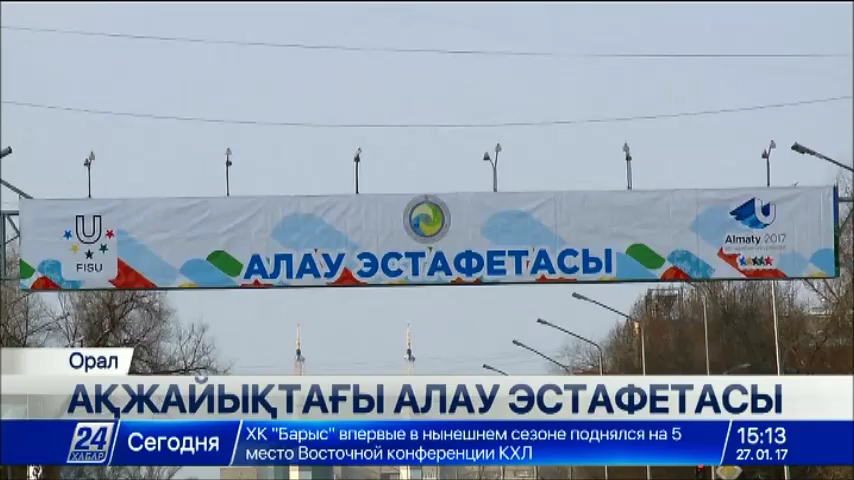 U
FISU
АЛАУ ЭСТАФЕТАСЫ
Almaty 2017
Орал
АҚЖАЙЫҚТАҒЫ АЛАУ ЭСТАФЕТАСЫ
24
ХАБАР
Сегодня
ХК "Барыс" впервые в нынешнем сезоне поднялся на 5
место Восточной конференции КХЛ
15:13
27.01.17